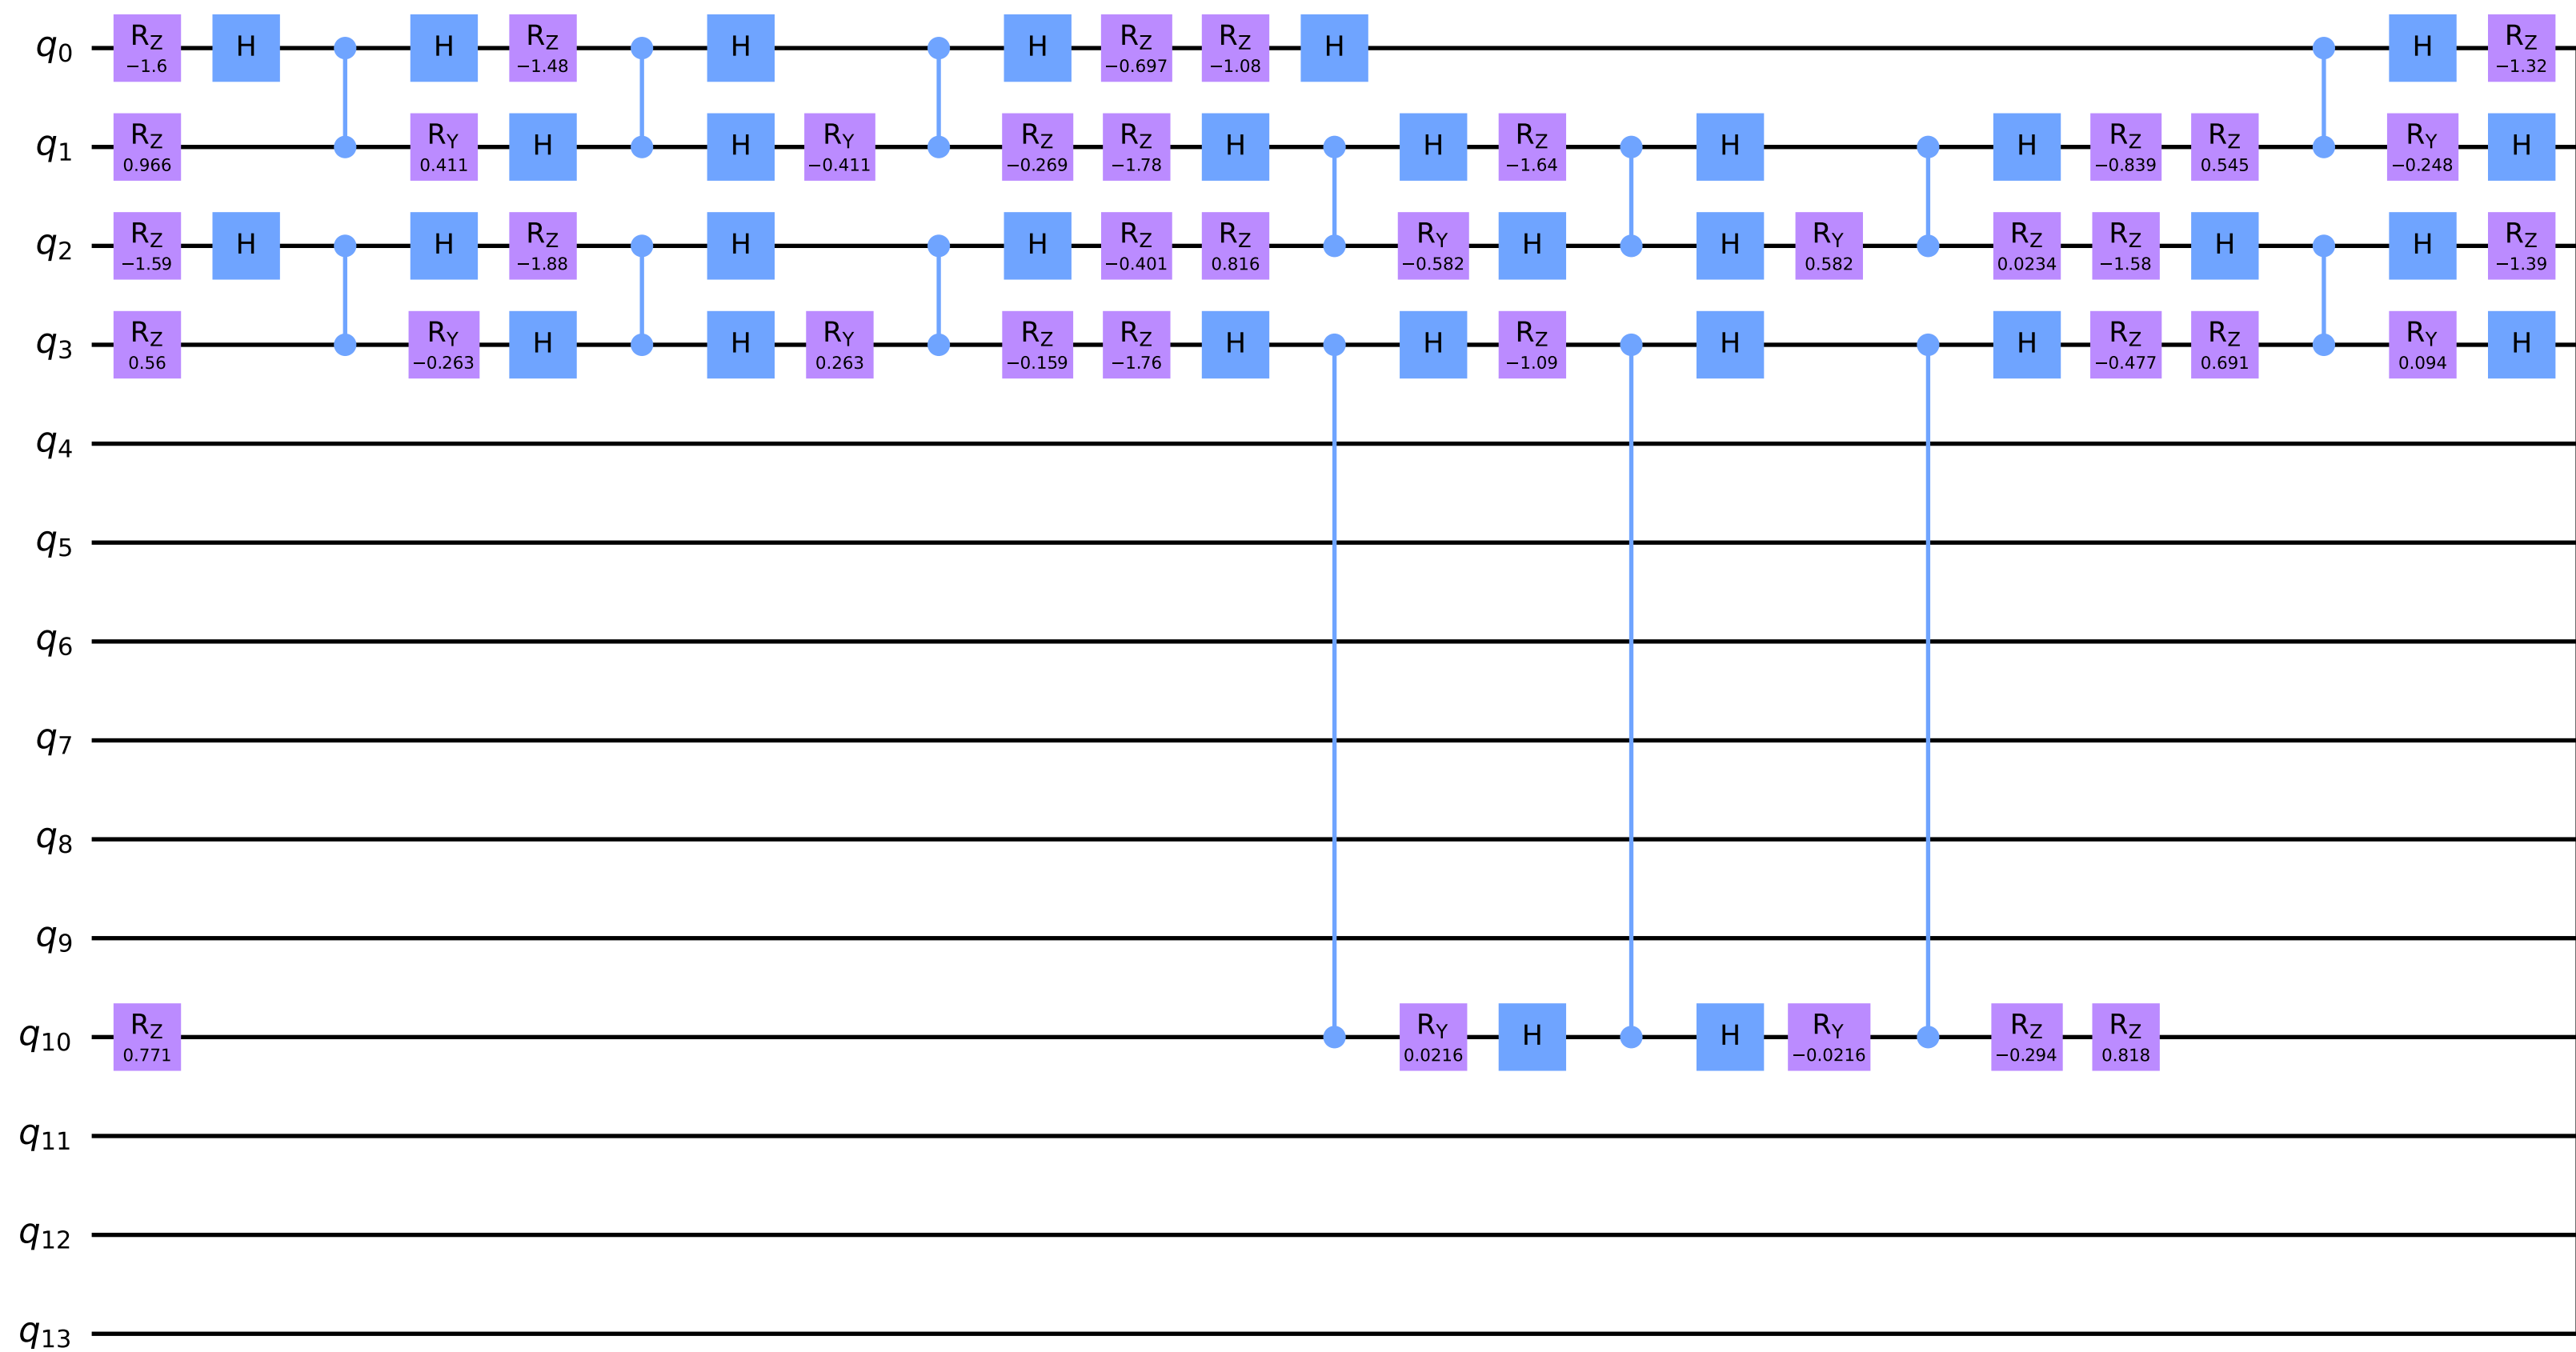 q0 RZ −1.6 H H RZ −1.48 H H RZ −0.697 RZ −1.08 H H RZ −1.32
q1 RZ 0.966 RY 0.411 H H RY −0.411 RZ −0.269 RZ −1.78 H H RZ −1.64 H H RZ −0.839 RZ 0.545 RY −0.248 H
q2 RZ −1.59 H H RZ −1.88 H H RZ −0.401 RZ 0.816 RY −0.582 H H RY 0.582 RZ 0.0234 RZ −1.58 H H RZ −1.39
q3 RZ 0.56 RY −0.263 H H RY 0.263 RZ −0.159 RZ −1.76 H H RZ −1.09 H H RZ −0.477 RZ 0.691 RY 0.094 H
q4
q5
q6
q7
q8
q9
q10 RZ 0.771 RY 0.0216 H H RY −0.0216 RZ −0.294 RZ 0.818
q11
q12
q13